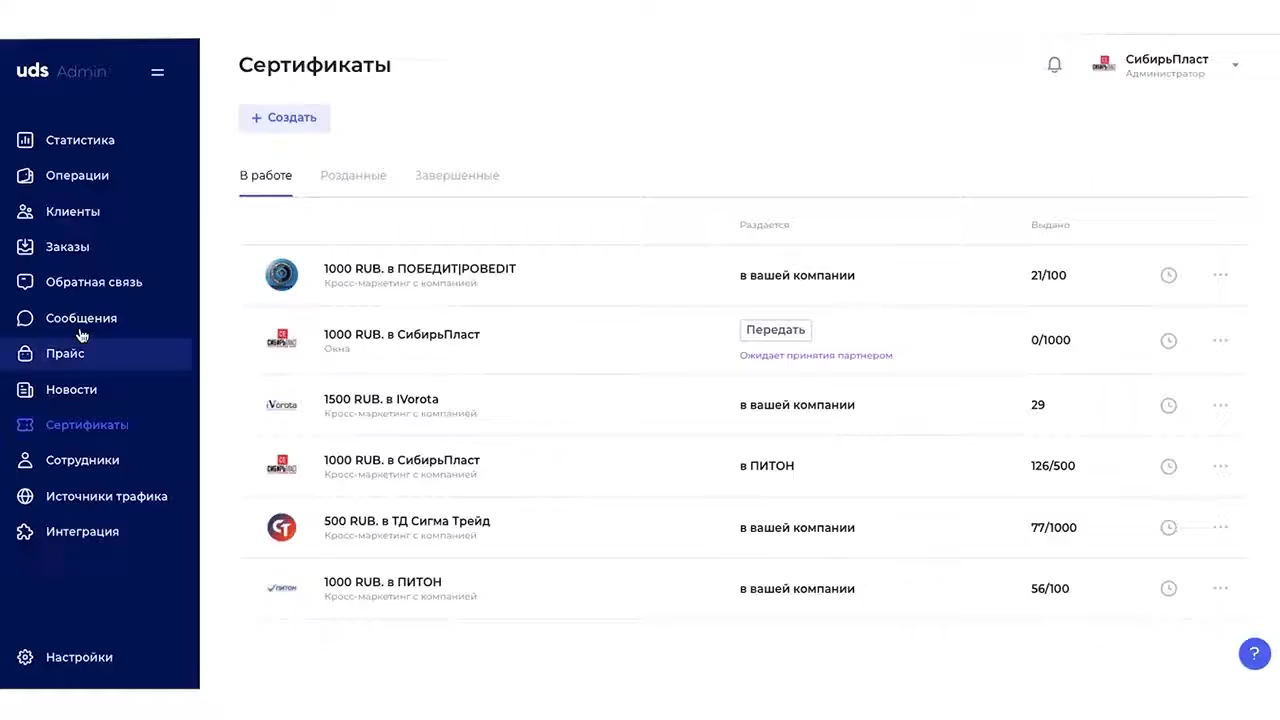 uds Admin
Статистика
Операции
Клиенты
Заказы
Обратная связь
Сообщения
Прайс
Новости
Сертификаты
Сотрудники
Источники трафика
Интеграция
Настройки
Сертификаты
СибирьПласт
Администратор
+ Создать
В работе Розданные Завершенные
Раздается Выдано
1000 RUB. в ПОБЕДИТ|POBEDIT
Кросс-маркетинг с компанией
в вашей компании
21/100
1000 RUB. в СибирьПласт
Окна
Передать
Ожидает принятия партнером
0/1000
iVorota
1500 RUB. в IVorota
Кросс-маркетинг с компанией
в вашей компании
29
1000 RUB. в СибирьПласт
Кросс-маркетинг с компанией
в ПИТОН
126/500
СТ
500 RUB. в ТД Сигма Трейд
Кросс-маркетинг с компанией
в вашей компании
77/1000
ПИТОН
1000 RUB. в ПИТОН
Кросс-маркетинг с компанией
в вашей компании
56/100
?